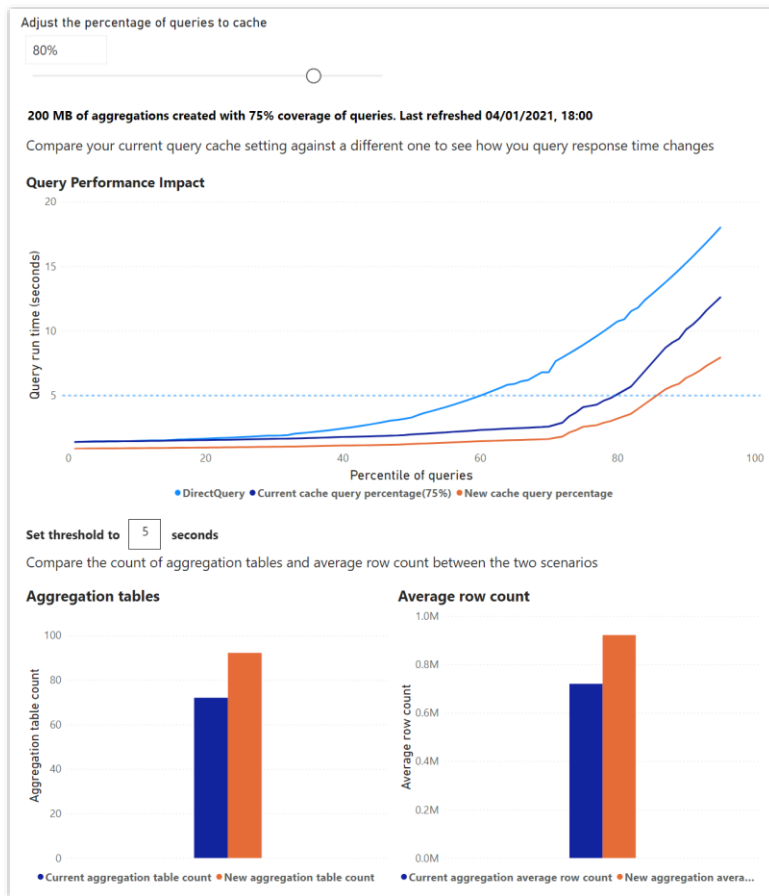 Adjust the percentage of queries to cache
80%
200 MB of aggregations created with 75% coverage of queries. Last refreshed 04/01/2021, 18:00
Compare your current query cache setting against a different one to see how you query response time changes
Query Performance Impact
Query run time (seconds)
20
15
10
5
0 20 40 60 80 100
Percentile of queries
DirectQuery Current cache query percentage(75%) New cache query percentage
Set threshold to 5 seconds
Compare the count of aggregation tables and average row count between the two scenarios
Aggregation tables
Aggregation table count
100
80
60
40
20
0
Current aggregation table count New aggregation table count
Average row count
Average row count
1.0M
0.8M
0.6M
0.4M
0.2M
0.0M
Current aggregation average row count New aggregation avera...